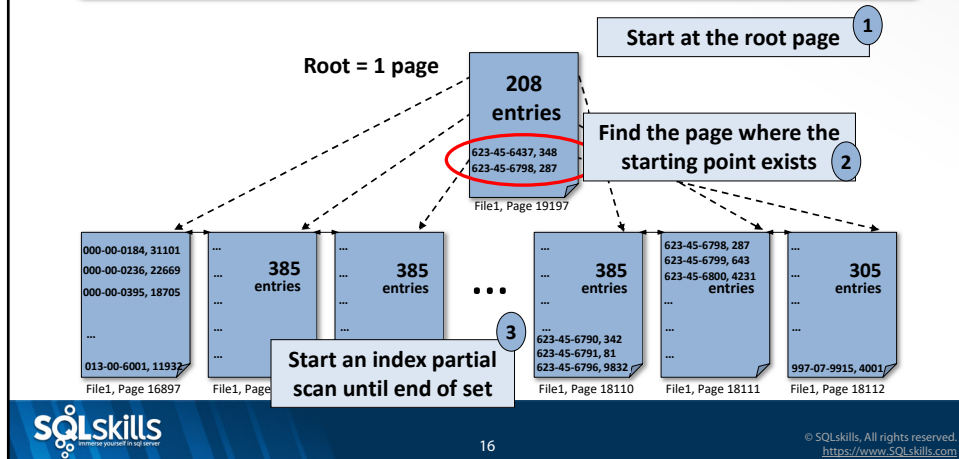 Start at the root page
1
Root = 1 page
208
entries
623-45-6437, 348
623-45-6798, 287
Find the page where the
starting point exists
2
File1, Page 19197
000-00-0184, 31101
000-00-0236, 22669
000-00-0395, 18705
...
013-00-6001, 11932
File1, Page 16897
...
...
385
entries
...
...
...
File1, Page
...
...
385
entries
...
...
...
...
...
385
entries
...
...
623-45-6790, 342
623-45-6791, 81
623-45-6796, 9832
File1, Page 18110
623-45-6798, 287
623-45-6799, 643
623-45-6800, 4231
entries
...
...
...
File1, Page 18111
...
...
305
entries
...
...
...
997-07-9915, 4001
File1, Page 18112
3
Start an index partial
scan until end of set
SQLskills
immerse yourself in sql server
16
© SQLskills, All rights reserved.
https://www.SQLskills.com